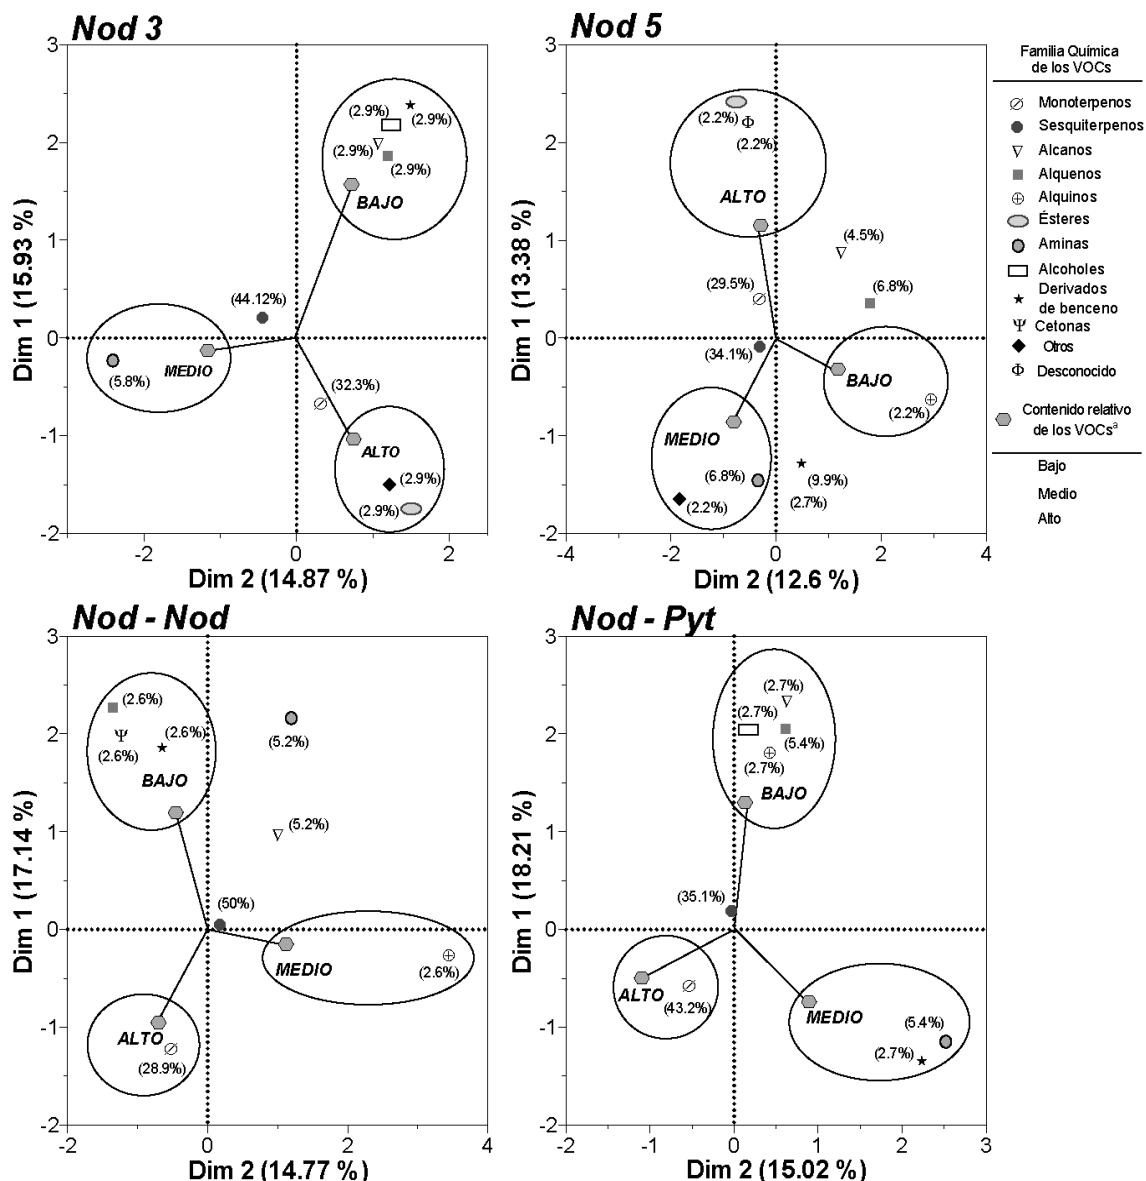 Nod 3
3
2
1
0
-1
-2
-2
0
2
Dim 1 (15.93 %)
Dim 2 (14.87 %)
(2.9%)
(2.9%)
(2.9%)
(2.9%)
BAJO
(44.12%)
MEDIO
(5.8%)
(32.3%)
ALTO
(2.9%)
(2.9%)
Nod 5
3
2
1
0
-1
-2
-4
-2
0
2
4
Dim 1 (13.38 %)
Dim 2 (12.6 %)
(2.2%)
(2.2%)
ALTO
(4.5%)
(29.5%)
(6.8%)
(34.1%)
BAJO
(2.2%)
MEDIO
(6.8%)
(9.9%)
(2.2%)
(2.7%)
Familia Química
de los VOCs
Monoterpenos
Sesquiterpenos
Alcanos
Alquenos
Alquinos
Ésteres
Aminas
Alcoholes
Derivados
de benceno
Ψ Cetonas
Otros
Φ Desconocido
Contenido relativo
de los VOCsᵃ
Bajo
Medio
Alto
Nod - Nod
3
2
1
0
-1
-2
-2
0
2
4
Dim 1 (17.14 %)
Dim 2 (14.77 %)
(2.6%)
(2.6%)
(2.6%)
BAJO
(5.2%)
(5.2%)
(50%)
MEDIO
(2.6%)
ALTO
(28.9%)
Nod - Pyt
3
2
1
0
-1
-2
-2
-1
0
1
2
3
Dim 1 (18.21 %)
Dim 2 (15.02 %)
(2.7%)
(2.7%)
(5.4%)
(2.7%)
BAJO
(35.1%)
ALTO
(43.2%)
MEDIO
(5.4%)
(2.7%)